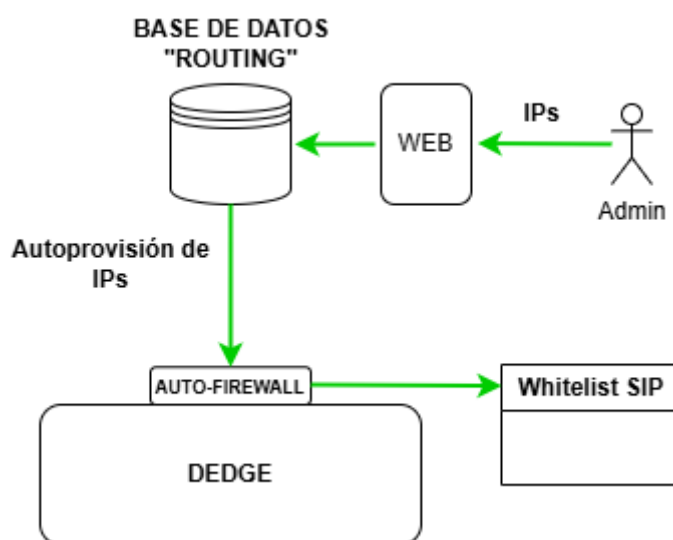 BASE DE DATOS
"ROUTING"
WEB
IPs
Admin
Autoprovisión de
IPs
AUTO-FIREWALL
Whitelist SIP
DEDGE